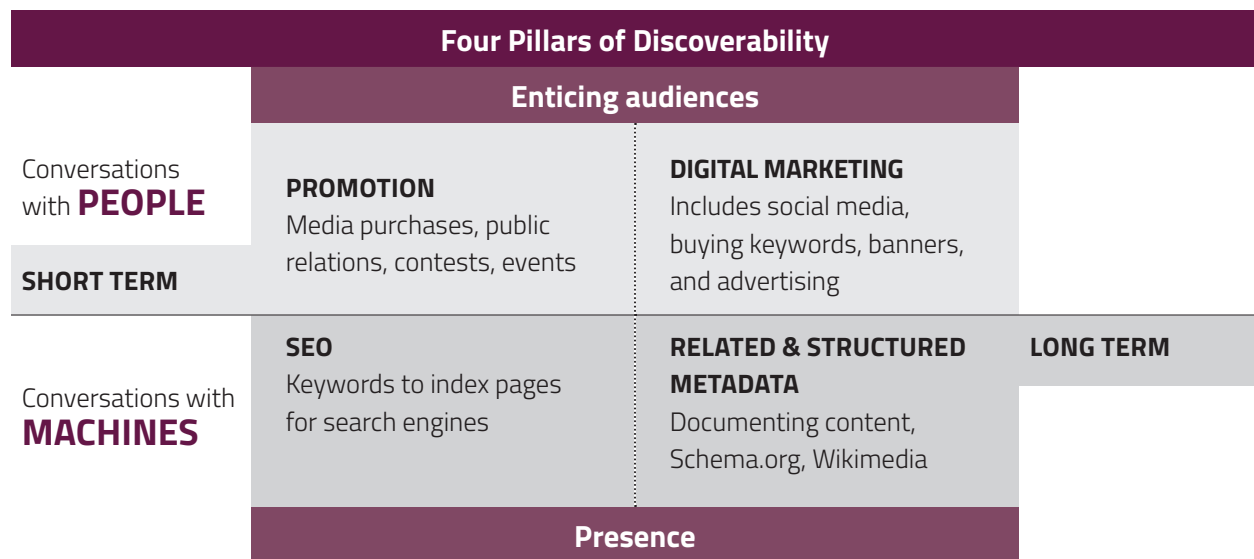 Four Pillars of Discoverability
Enticing audiences
Conversations
with PEOPLE
SHORT TERM
PROMOTION
Media purchases, public
relations, contests, events
DIGITAL MARKETING
Includes social media,
buying keywords, banners,
and advertising
Conversations with
MACHINES
SEO
Keywords to index pages
for search engines
RELATED & STRUCTURED
METADATA
Documenting content,
Schema.org, Wikimedia
LONG TERM
Presence